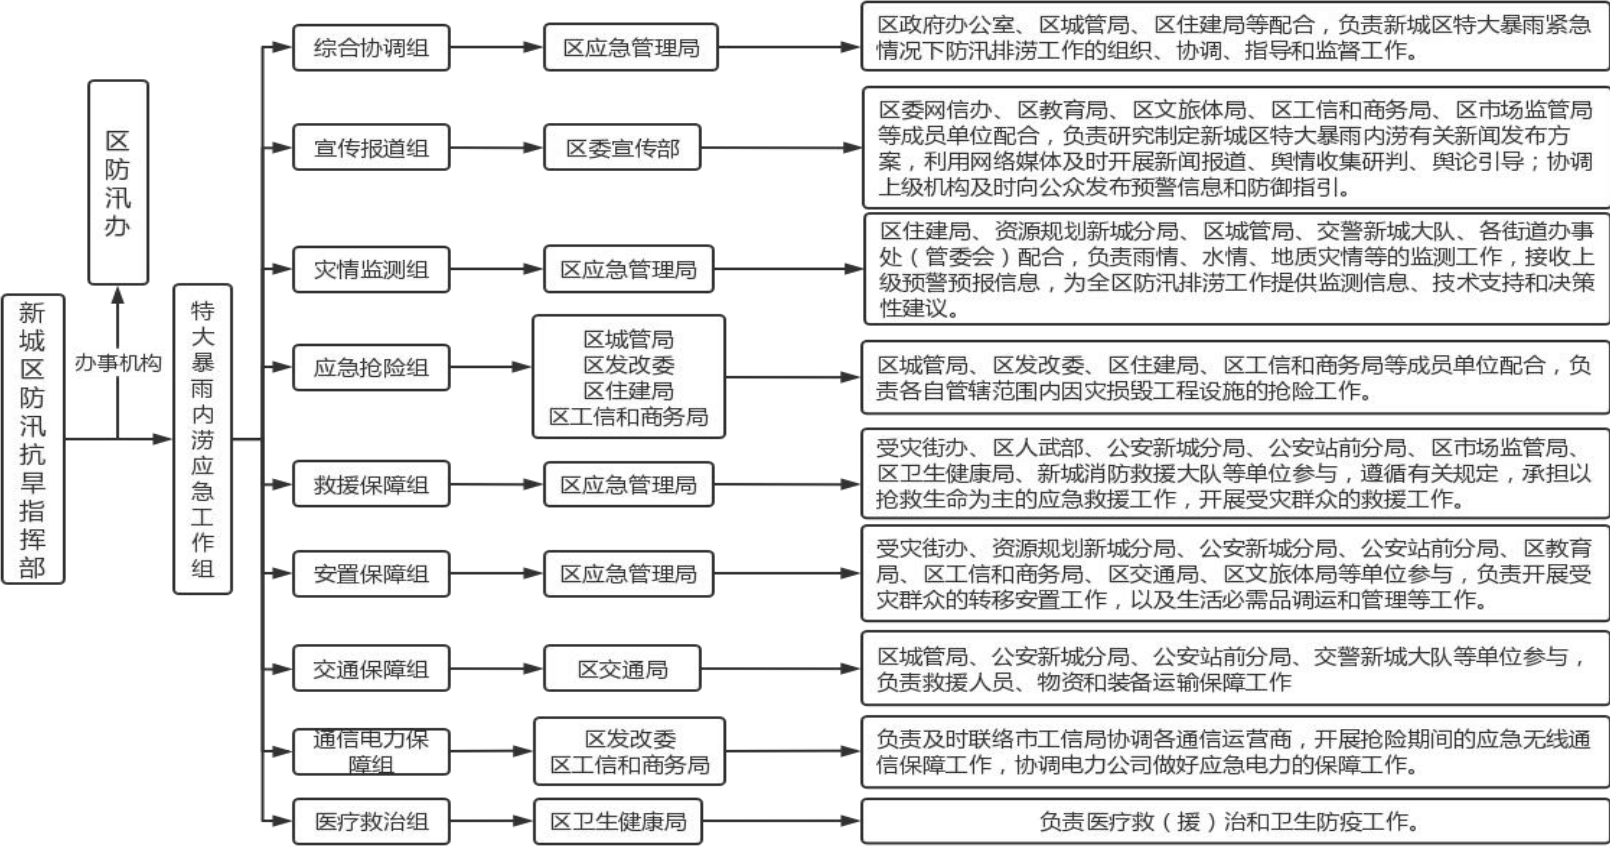 新城区防汛抗旱指挥部
办事机构
区防汛办
特大暴雨内涝应急工作组
综合协调组
区应急管理局
区政府办公室、区城管局、区住建局等配合，负责新城区特大暴雨紧急
情况下防汛排涝工作的组织、协调、指导和监督工作。
宣传报道组
区委宣传部
区委网信办、区教育局、区文旅体局、区工信和商务局、区市场监管局
等成员单位配合，负责研究制定新城区特大暴雨内涝有关新闻发布方
案，利用网络媒体及时开展新闻报道、舆情收集研判、舆论引导；协调
上级机构及时向公众发布预警信息和防御指引。
灾情监测组
区应急管理局
区住建局、资源规划新城分局、区城管局、交警新城大队、各街道办事
处（管委会）配合，负责雨情、水情、地质灾情等的监测工作，接收上
级预警预报信息，为全区防汛排涝工作提供监测信息、技术支持和决策
性建议。
应急抢险组
区城管局
区发改委
区住建局
区工信和商务局
区城管局、区发改委、区住建局、区工信和商务局等成员单位配合，负
责各自管辖范围内因灾损毁工程设施的抢险工作。
救援保障组
区应急管理局
受灾街办、区人武部、公安新城分局、公安站前分局、区市场监管局、
区卫生健康局、新城消防救援大队等单位参与，遵循有关规定，承担以
抢救生命为主的应急救援工作，开展受灾群众的救援工作。
安置保障组
区应急管理局
受灾街办、资源规划新城分局、公安新城分局、公安站前分局、区教育
局、区工信和商务局、区交通局、区文旅体局等单位参与，负责开展受
灾群众的转移安置工作，以及生活必需品调运和管理等工作。
交通保障组
区交通局
区城管局、公安新城分局、公安站前分局、交警新城大队等单位参与，
负责救援人员、物资和装备运输保障工作
通信电力保
障组
区发改委
区工信和商务局
负责及时联络市工信局协调各通信运营商，开展抢险期间的应急无线通
信保障工作，协调电力公司做好应急电力的保障工作。
医疗救治组
区卫生健康局
负责医疗救（援）治和卫生防疫工作。